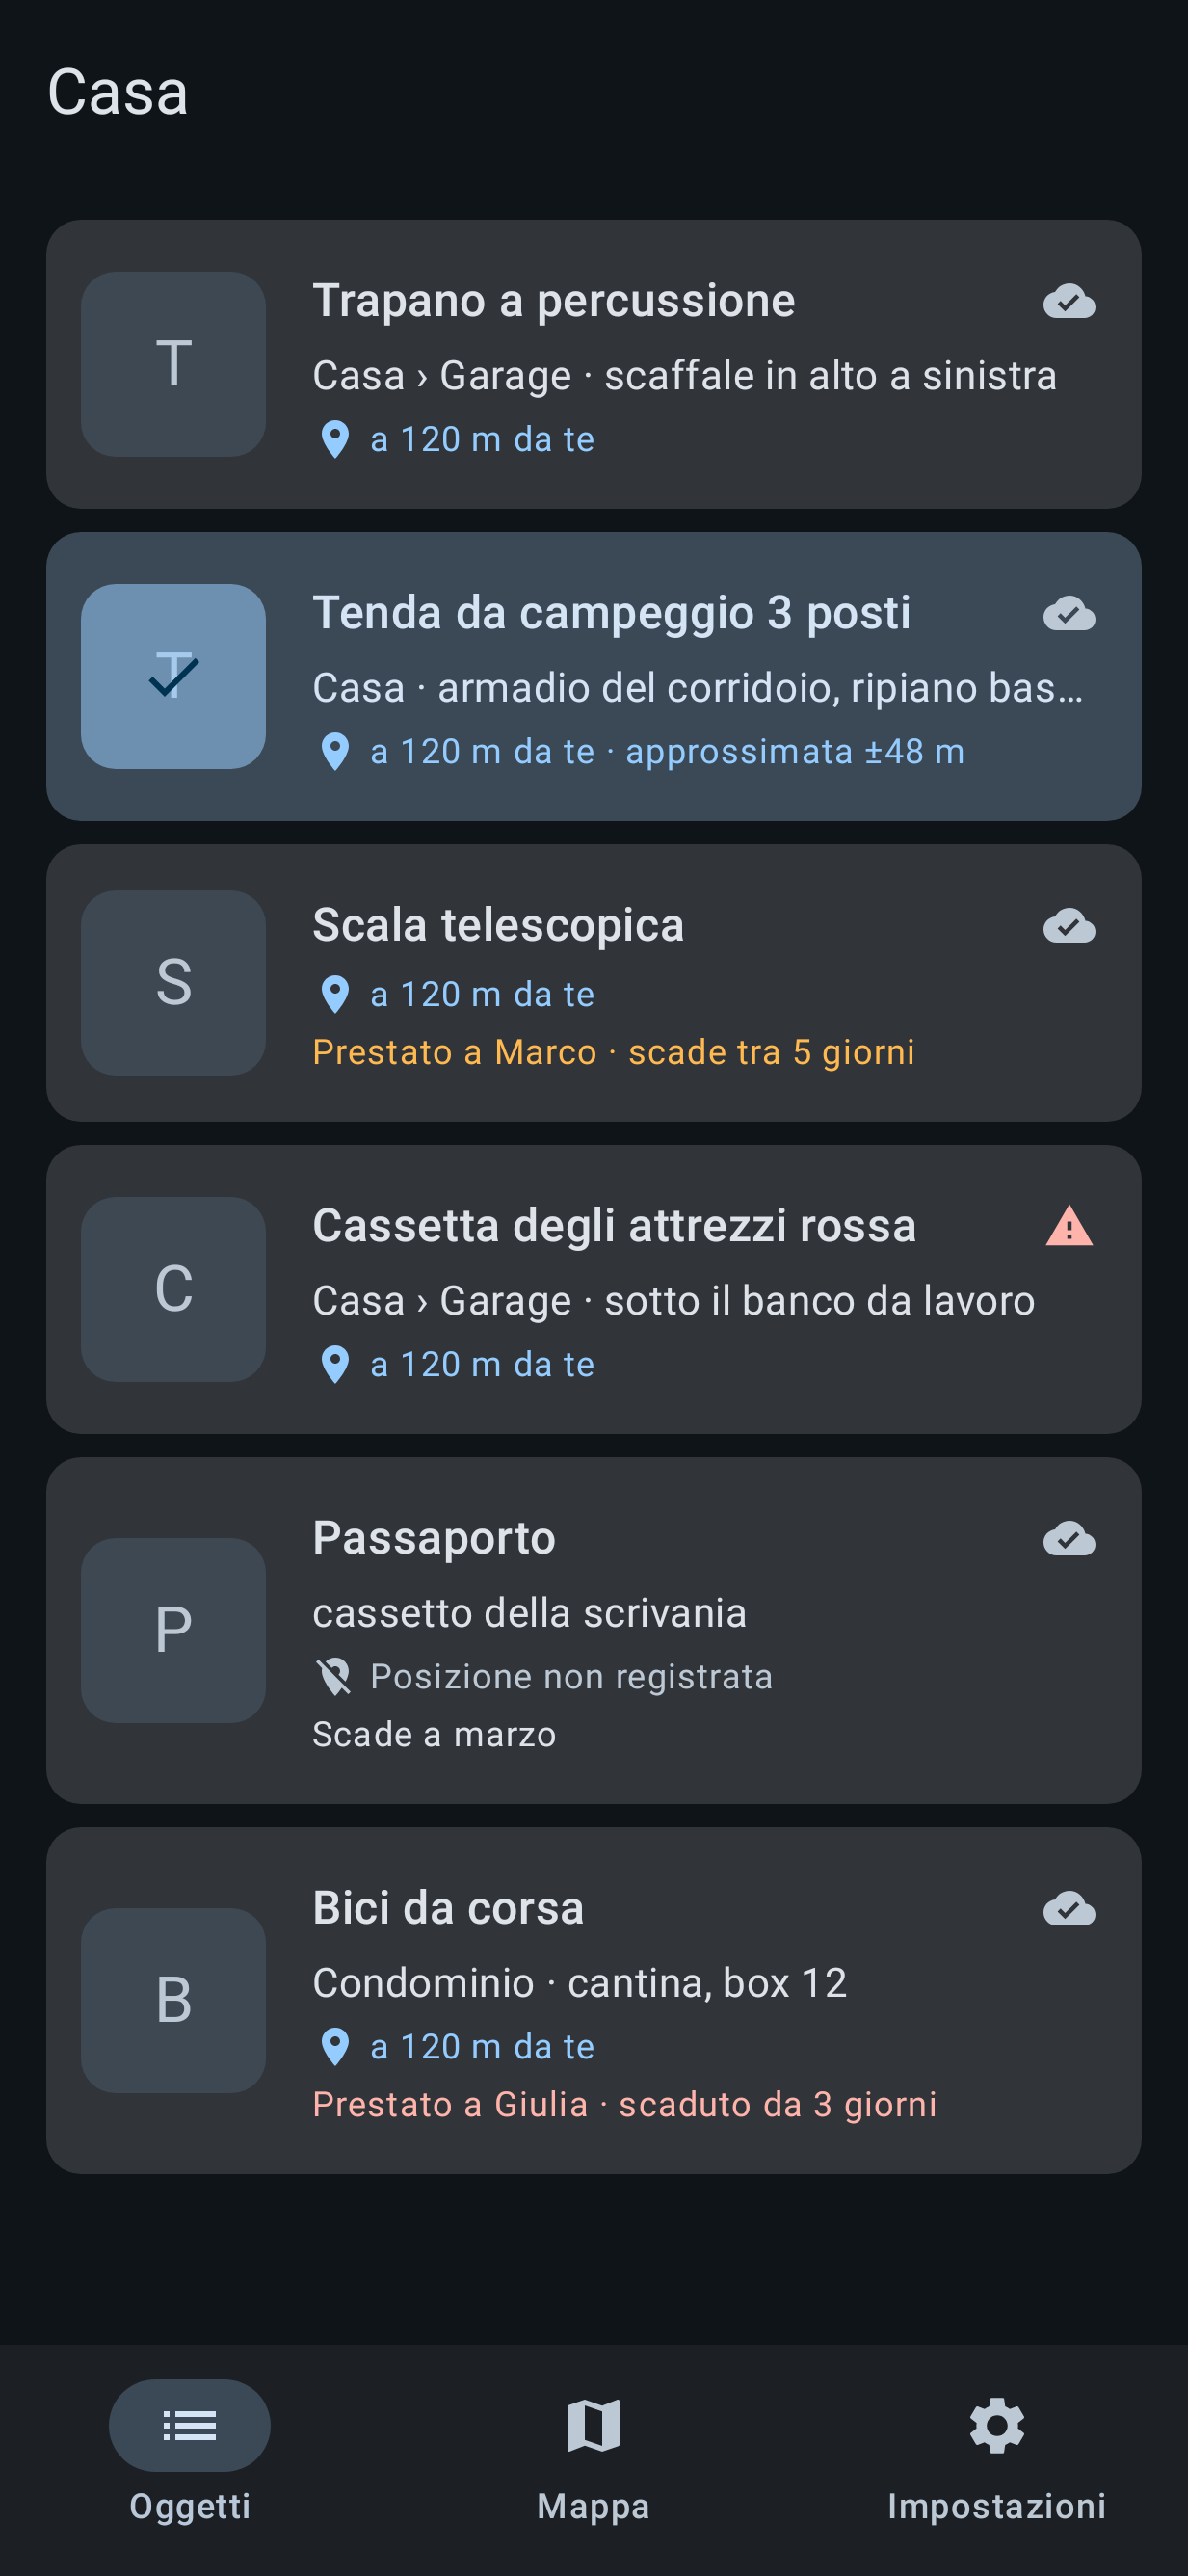 Casa
T
Trapano a percussione
Casa › Garage · scaffale in alto a sinistra
a 120 m da te
T
Tenda da campeggio 3 posti
Casa · armadio del corridoio, ripiano bas…
a 120 m da te · approssimata ±48 m
S
Scala telescopica
a 120 m da te
Prestato a Marco · scade tra 5 giorni
C
Cassetta degli attrezzi rossa
Casa › Garage · sotto il banco da lavoro
a 120 m da te
P
Passaporto
cassetto della scrivania
Posizione non registrata
Scade a marzo
B
Bici da corsa
Condominio · cantina, box 12
a 120 m da te
Prestato a Giulia · scaduto da 3 giorni
Oggetti
Mappa
Impostazioni